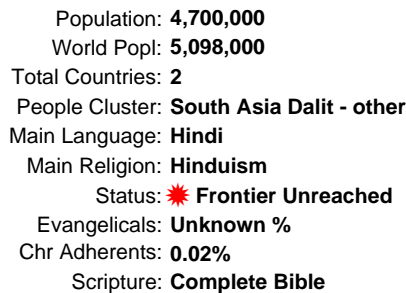 Population: 4,700,000
World Popl: 5,098,000
Total Countries: 2
People Cluster: South Asia Dalit - other
Main Language: Hindi
Main Religion: Hinduism
Status: Frontier Unreached
Evangelicals: Unknown %
Chr Adherents: 0.02%
Scripture: Complete Bible